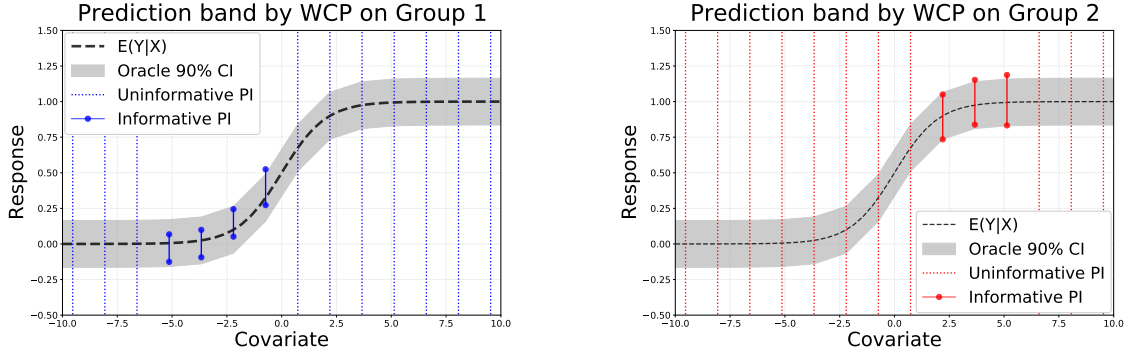 Prediction band by WCP on Group 1
1.50
1.25
1.00
0.75
0.50
0.25
0.00
−0.25
−0.50
Response
E(Y|X)
Oracle 90% CI
Uninformative PI
Informative PI
−10.0 −7.5 −5.0 −2.5 0.0 2.5 5.0 7.5 10.0
Covariate
Prediction band by WCP on Group 2
1.50
1.25
1.00
0.75
0.50
0.25
0.00
−0.25
−0.50
Response
E(Y|X)
Oracle 90% CI
Uninformative PI
Informative PI
−10.0 −7.5 −5.0 −2.5 0.0 2.5 5.0 7.5 10.0
Covariate